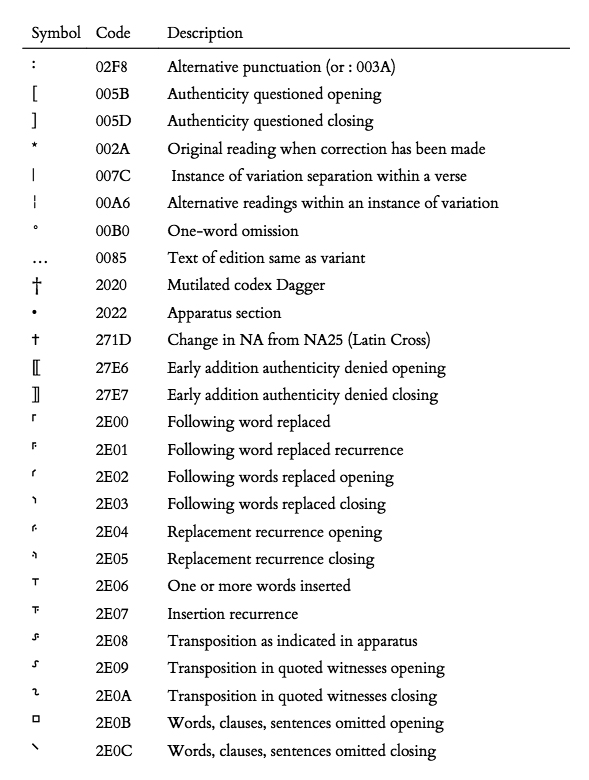 Symbol Code Description
˸ 02F8 Alternative punctuation (or : 003A)
[ 005B Authenticity questioned opening
] 005D Authenticity questioned closing
* 002A Original reading when correction has been made
| 007C Instance of variation separation within a verse
¦ 00A6 Alternative readings within an instance of variation
° 00B0 One-word omission
… 0085 Text of edition same as variant
† 2020 Mutilated codex Dagger
• 2022 Apparatus section
✝ 271D Change in NA from NA25 (Latin Cross)
⟦ 27E6 Early addition authenticity denied opening
⟧ 27E7 Early addition authenticity denied closing
⸀ 2E00 Following word replaced
⸁ 2E01 Following word replaced recurrence
⸂ 2E02 Following words replaced opening
⸃ 2E03 Following words replaced closing
⸄ 2E04 Replacement recurrence opening
⸅ 2E05 Replacement recurrence closing
⸆ 2E06 One or more words inserted
⸇ 2E07 Insertion recurrence
⸈ 2E08 Transposition as indicated in apparatus
⸉ 2E09 Transposition in quoted witnesses opening
⸊ 2E0A Transposition in quoted witnesses closing
⸋ 2E0B Words, clauses, sentences omitted opening
⸌ 2E0C Words, clauses, sentences omitted closing